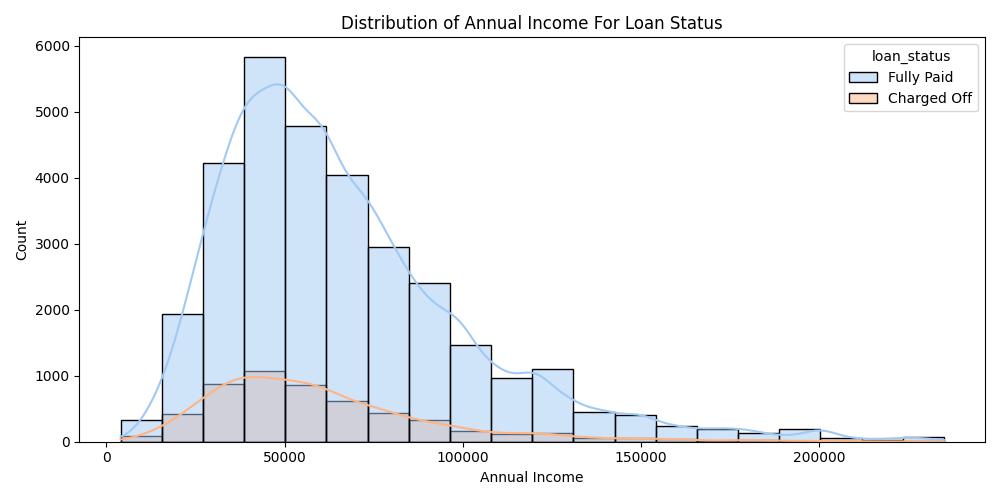 Distribution of Annual Income For Loan Status
6000
5000
4000
3000
2000
1000
0
Count
loan_status
Fully Paid
Charged Off
0 50000 100000 150000 200000
Annual Income